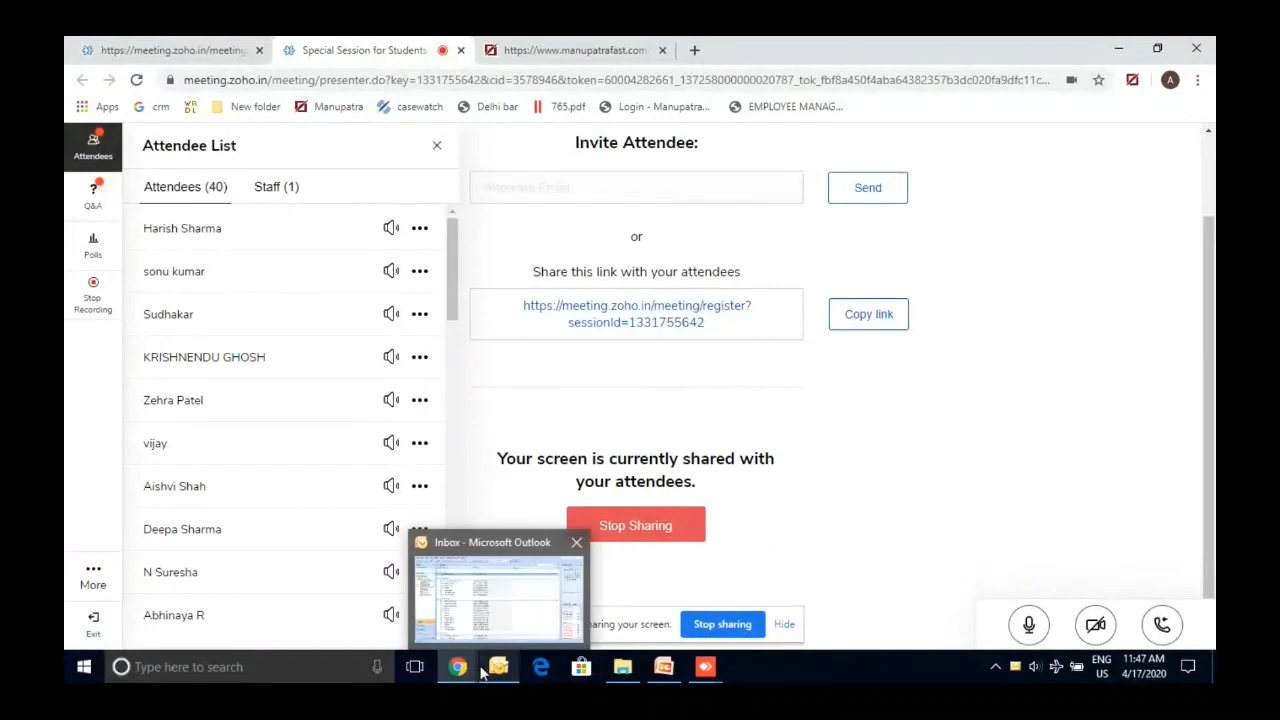 https://meeting.zoho.in/meeting
Special Session for Students
https://www.manupatrafast.com
meeting.zoho.in/meeting/presenter.do?key=1331755642&cid=3578946&token=60004282661_137258000000020787_tok_fbf8a450f4aba64382357b3dc020fa9dfc11c...
A
Apps
crm
New folder
Manupatra
casewatch
Delhi bar
765.pdf
Login - Manupatra...
EMPLOYEE MANAG...
Attendees
Q&A
Polls
Stop
Recording
More
Exit
Attendee List
Attendees (40)
Staff (1)
Harish Sharma
sonu kumar
Sudhakar
KRISHNENDU GHOSH
Zehra Patel
vijay
Aishvi Shah
Deepa Sharma
N Suresha
Abhinaya R
Invite Attendee:
Send
or
Share this link with your attendees
https://meeting.zoho.in/meeting/register?
sessionId=1331755642
Copy link
Your screen is currently shared with
your attendees.
Stop Sharing
Inbox - Microsoft Outlook
sharing your screen.
Stop sharing
Hide
Type here to search
ENG
US
11:47 AM
4/17/2020